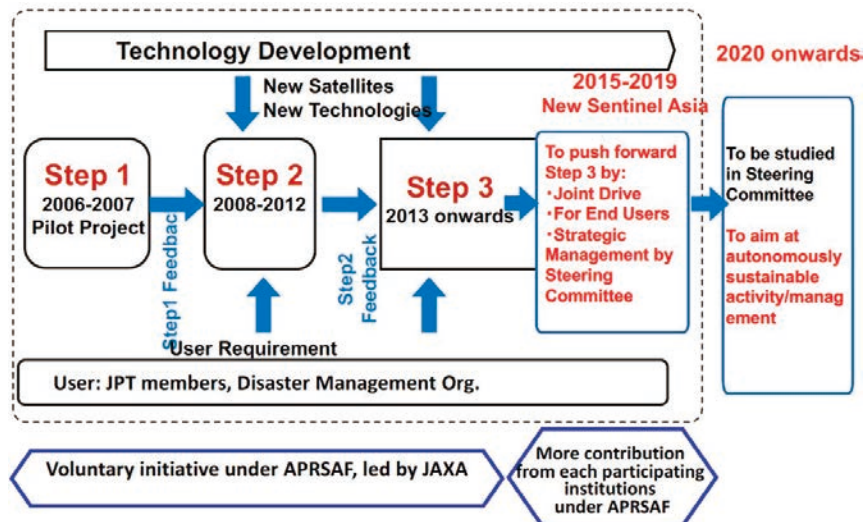 Technology Development
2020 onwards
2015-2019
New Sentinel Asia
New Satellites
New Technologies
Step 1
2006-2007
Pilot Project
Step1 Feedbac
Step 2
2008-2012
Step2
Feedback
Step 3
2013 onwards
To push forward
Step 3 by:
・Joint Drive
・For End Users
・Strategic
Management by
Steering
Committee
To be studied
in Steering
Committee
To aim at
autonomously
sustainable
activity/manag
ement
User Requirement
User: JPT members, Disaster Management Org.
Voluntary initiative under APRSAF, led by JAXA
More contribution
from each participating
institutions
under APRSAF